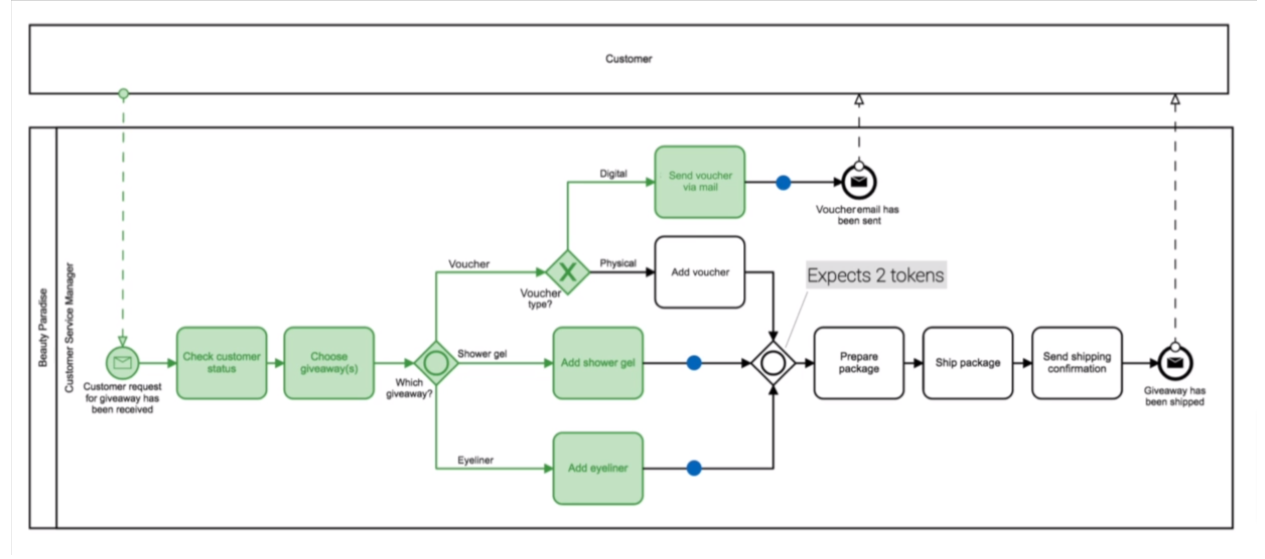 Customer
Beauty Paradise
Customer Service Manager
Customer request
for giveaway has
been received
Check customer
status
Choose
giveaway(s)
Which
giveaway?
Voucher
Shower gel
Eyeliner
Voucher
type?
Digital
Physical
Send voucher
via mail
Add voucher
Add shower gel
Add eyeliner
Voucher email has
been sent
Expects 2 tokens
Prepare
package
Ship package
Send shipping
confirmation
Giveaway has
been shipped